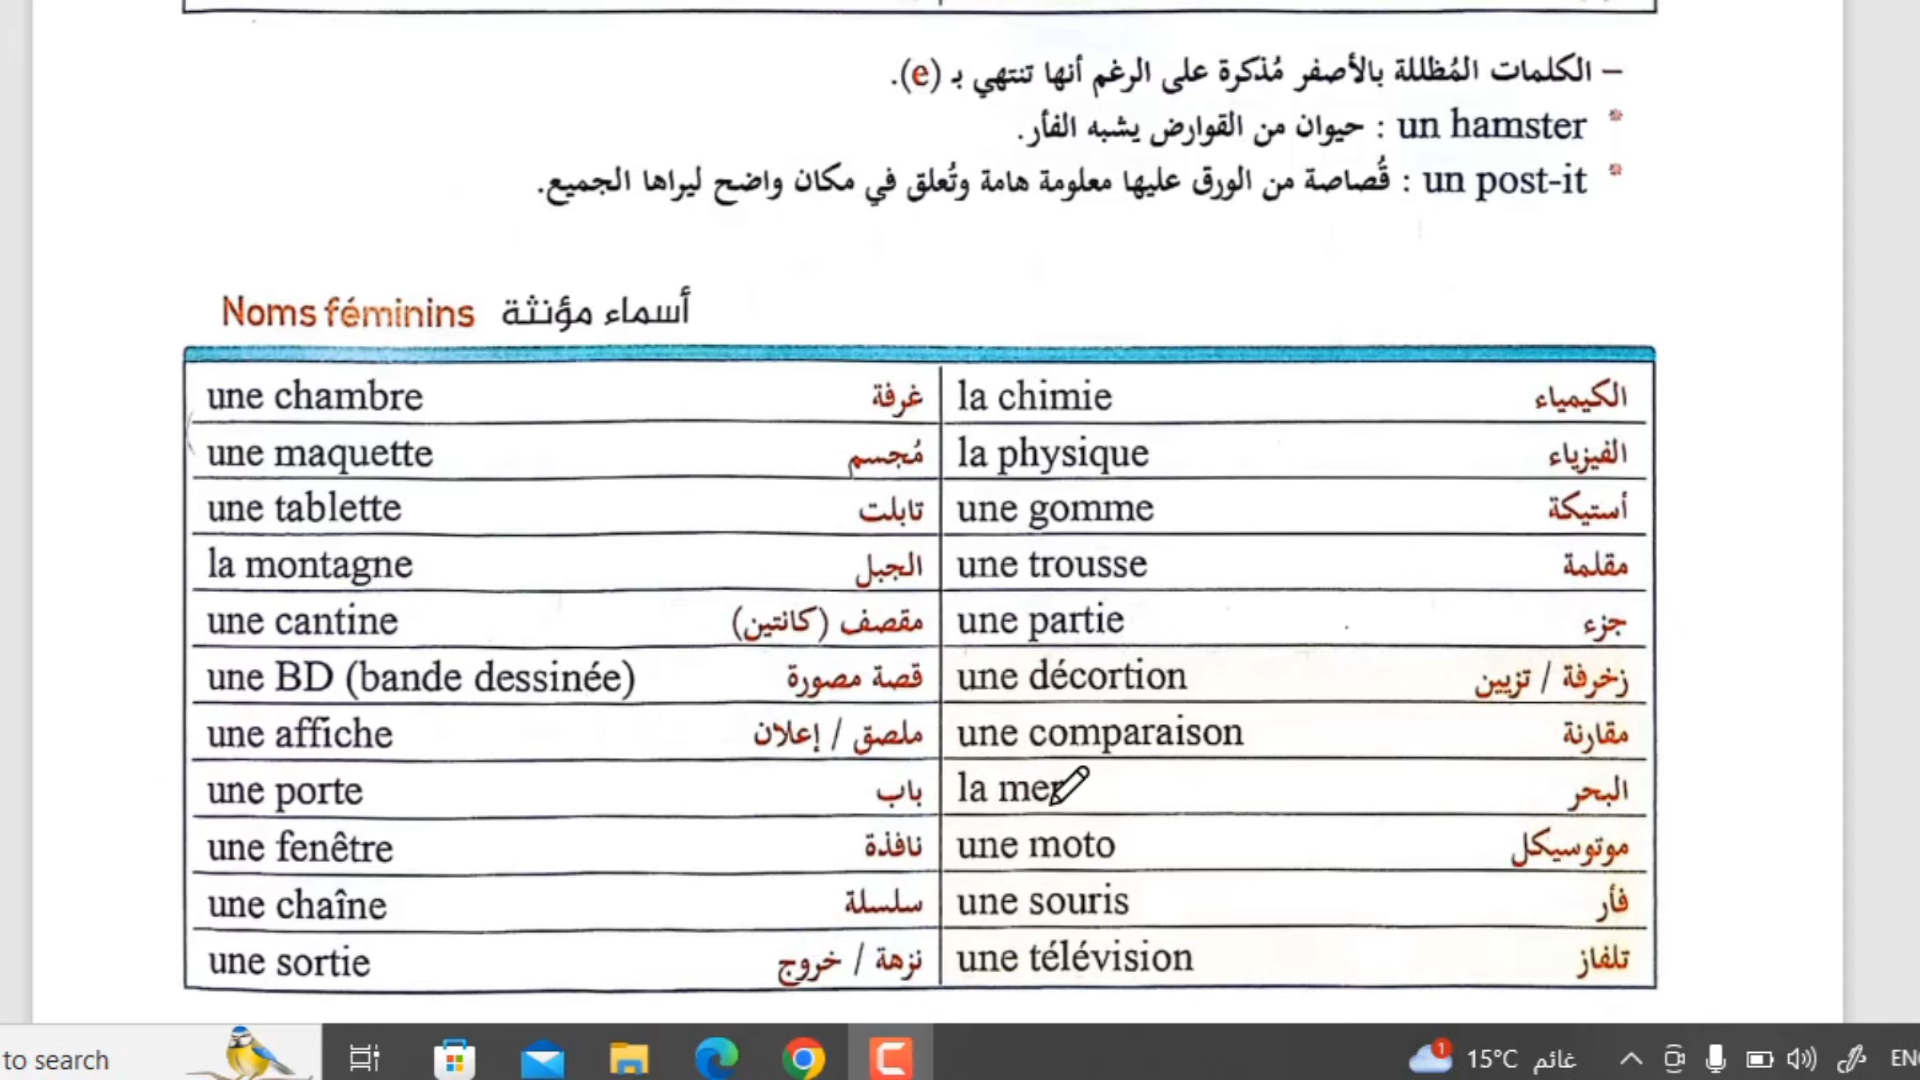 – الكلمات المُظللة بالأصفر مُذكرة على الرغم أنها تنتهي بـ (e).
* un hamster : حيوان من القوارض يشبه الفأر.
* un post-it : قُصاصة من الورق عليها معلومة هامة وتُعلق في مكان واضح ليراها الجميع.
Noms féminins أسماء مؤنثة
une chambre غرفة la chimie الكيمياء
une maquette مُجسم la physique الفيزياء
une tablette تابلت une gomme أستيكة
la montagne الجبل une trousse مقلمة
une cantine مقصف (كانتين) une partie جزء
une BD (bande dessinée) قصة مصورة une décortion زخرفة / تزيين
une affiche ملصق / إعلان une comparaison مقارنة
une porte باب la mer البحر
une fenêtre نافذة une moto موتوسيكل
une chaîne سلسلة une souris فأر
une sortie نزهة / خروج une télévision تلفاز
to search 1 15°C غائم ENG